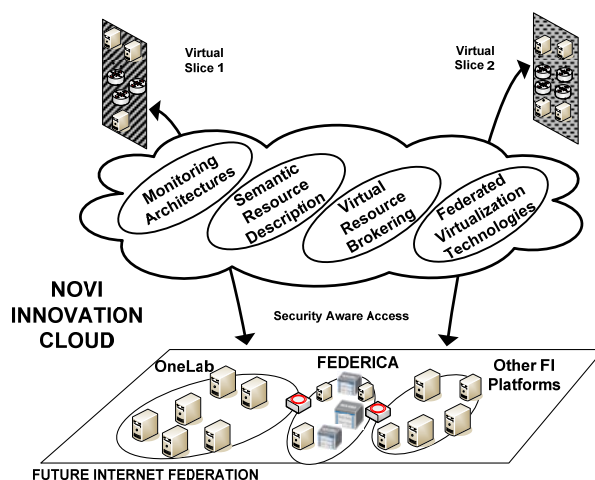 Virtual
Slice 1
Virtual
Slice 2
Monitoring
Architectures
Semantic
Resource
Description
Virtual
Resource
Brokering
Federated
Virtualization
Technologies
NOVI
INNOVATION
CLOUD
Security Aware Access
OneLab
FEDERICA
Other FI
Platforms
FUTURE INTERNET FEDERATION